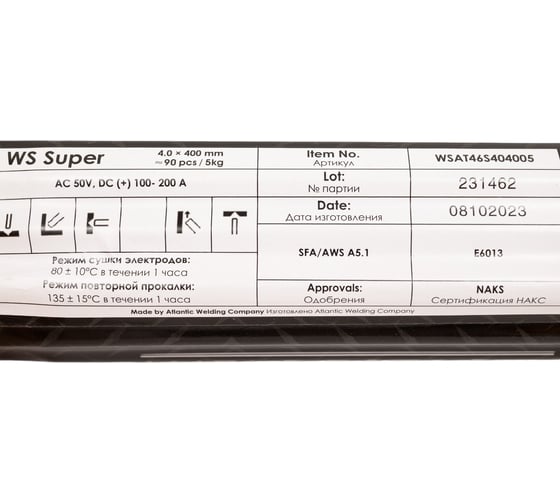 WS Super
4.0 × 400 mm
≈ 90 pcs / 5kg
AC 50V, DC (+) 100- 200 A
Режим сушки электродов:
80 ± 10°C в течении 1 часа
Режим повторной прокалки:
135 ± 15°C в течении 1 часа
Item No.
Артикул
WSAT46S404005
Lot:
№ партии
231462
Date:
Дата изготовления
08102023
SFA/AWS A5.1
E6013
Approvals:
Одобрения
NAKS
Сертификация НАКС
Made by Atlantic Welding Company Изготовлено Atlantic Welding Company